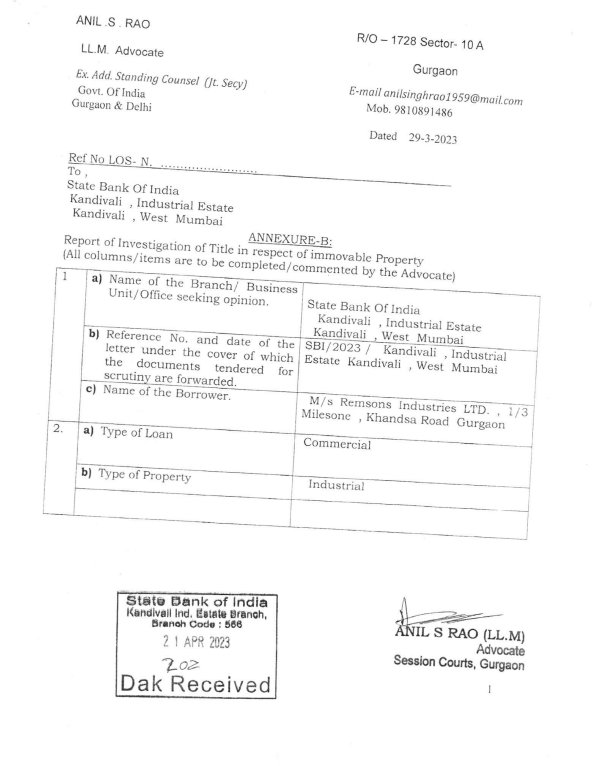 ANIL .S . RAO
LL.M. Advocate
Ex. Add. Standing Counsel (Jt. Secy)
Govt. Of India
Gurgaon & Delhi
R/O – 1728 Sector- 10 A
Gurgaon
E-mail anilsinghrao1959@mail.com
Mob. 9810891486
Dated 29-3-2023
Ref No LOS- N. ..........................
To ,
State Bank Of India
Kandivali , Industrial Estate
Kandivali , West Mumbai
ANNEXURE-B:
Report of Investigation of Title in respect of immovable Property
(All columns/items are to be completed/commented by the Advocate)
1
a) Name of the Branch/ Business
Unit/Office seeking opinion.
State Bank Of India
Kandivali , Industrial Estate
Kandivali , West Mumbai
b) Reference No. and date of the
letter under the cover of which
the documents tendered for
scrutiny are forwarded.
SBI/2023 / Kandivali , Industrial
Estate Kandivali , West Mumbai
c) Name of the Borrower.
M/s Remsons Industries LTD. , 1/3
Milesone , Khandsa Road Gurgaon
2.
a) Type of Loan
Commercial
b) Type of Property
Industrial
State Bank of India
Kandivali Ind. Estate Branch,
Branch Code : 566
21 APR 2023
202
Dak Received
ANIL S RAO (LL.M)
Advocate
Session Courts, Gurgaon
1